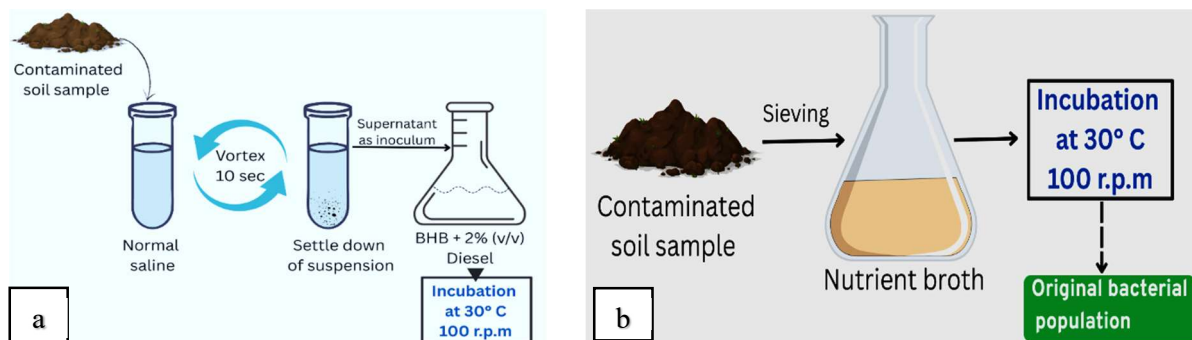 Contaminated
soil sample
Vortex
10 sec
Supernatant
as inoculum
Normal
saline
Settle down
of suspension
BHB + 2% (v/v)
Diesel
Incubation
at 30° C
100 r.p.m
a
Contaminated
soil sample
Sieving
Nutrient broth
Incubation
at 30° C
100 r.p.m
Original bacterial
population
b